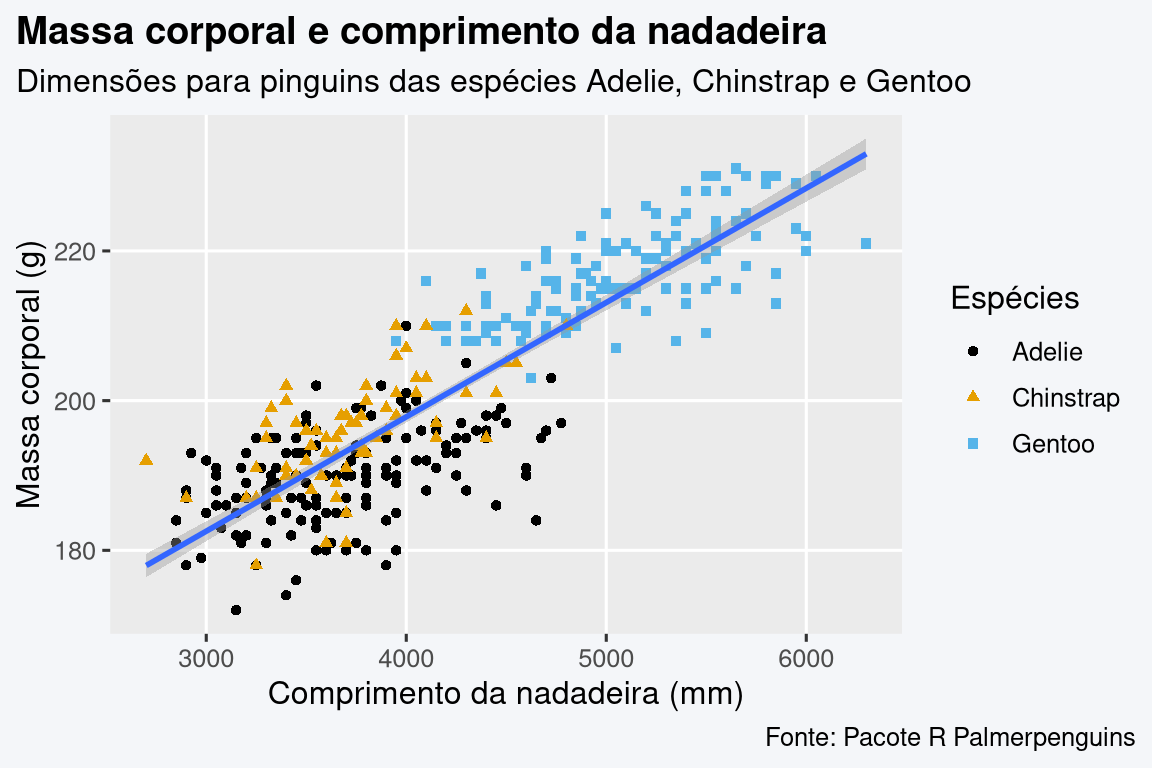 Massa corporal e comprimento da nadadeira
Dimensões para pinguins das espécies Adelie, Chinstrap e Gentoo
Massa corporal (g)
220
200
180
3000 4000 5000 6000
Comprimento da nadadeira (mm)
Espécies
Adelie
Chinstrap
Gentoo
Fonte: Pacote R Palmerpenguins